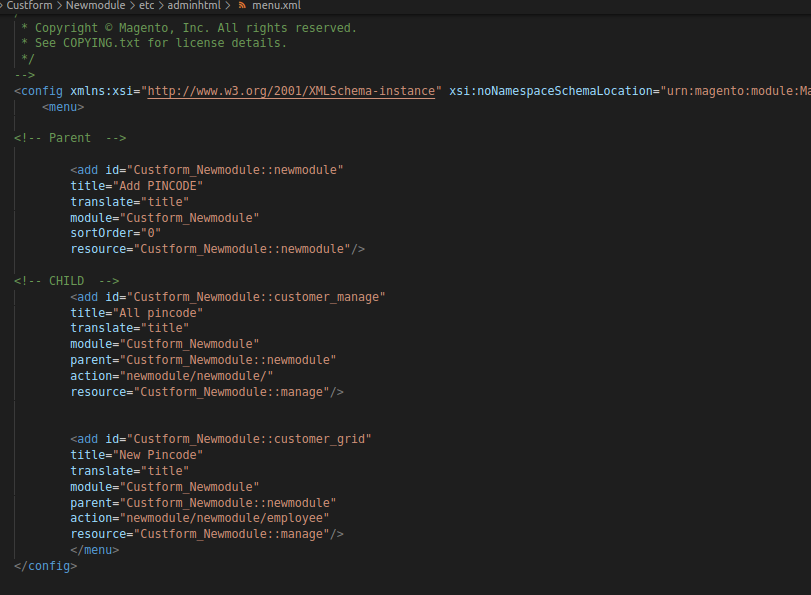 Custform > Newmodule > etc > adminhtml > menu.xml
* Copyright © Magento, Inc. All rights reserved.
* See COPYING.txt for license details.
*/
-->
<config xmlns:xsi="http://www.w3.org/2001/XMLSchema-instance" xsi:noNamespaceSchemaLocation="urn:magento:module:Ma
<menu>
<!-- Parent  -->
<add id="Custform_Newmodule::newmodule"
title="Add PINCODE"
translate="title"
module="Custform_Newmodule"
sortOrder="0"
resource="Custform_Newmodule::newmodule"/>
<!-- CHILD  -->
<add id="Custform_Newmodule::customer_manage"
title="All pincode"
translate="title"
module="Custform_Newmodule"
parent="Custform_Newmodule::newmodule"
action="newmodule/newmodule/"
resource="Custform_Newmodule::manage"/>
<add id="Custform_Newmodule::customer_grid"
title="New Pincode"
translate="title"
module="Custform_Newmodule"
parent="Custform_Newmodule::newmodule"
action="newmodule/newmodule/employee"
resource="Custform_Newmodule::manage"/>
</menu>
</config>